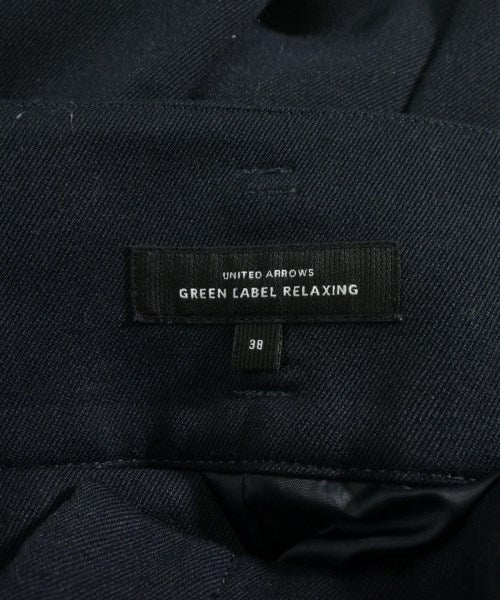 UNITED ARROWS
GREEN LABEL RELAXING
38